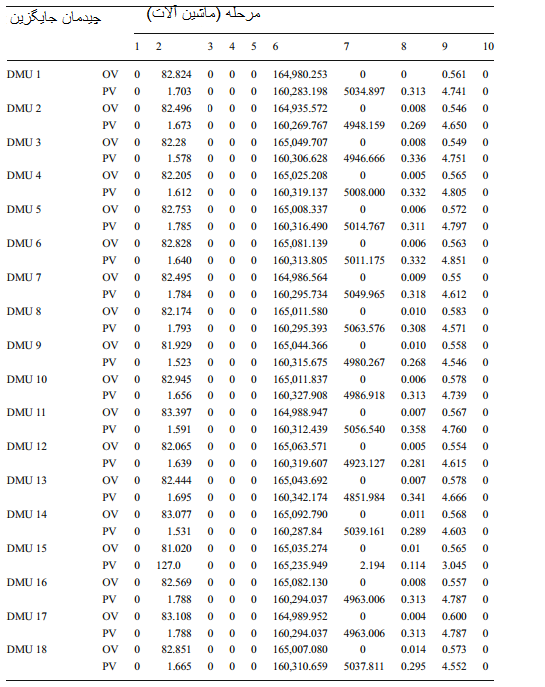 چیدمان جایگزین مرحله (ماشین آلات)
1 2 3 4 5 6 7 8 9 10
DMU 1 OV 0 82.824 0 0 0 164,980.253 0 0 0.561 0
PV 0 1.703 0 0 0 160,283.198 5034.897 0.313 4.741 0
DMU 2 OV 0 82.496 0 0 0 164,935.572 0 0.008 0.546 0
PV 0 1.673 0 0 0 160,269.767 4948.159 0.269 4.650 0
DMU 3 OV 0 82.28 0 0 0 165,049.707 0 0.008 0.549 0
PV 0 1.578 0 0 0 160,306.628 4946.666 0.336 4.751 0
DMU 4 OV 0 82.205 0 0 0 165,025.208 0 0.005 0.565 0
PV 0 1.612 0 0 0 160,319.137 5008.000 0.332 4.805 0
DMU 5 OV 0 82.753 0 0 0 165,008.337 0 0.006 0.572 0
PV 0 1.785 0 0 0 160,316.490 5014.767 0.311 4.797 0
DMU 6 OV 0 82.828 0 0 0 165,081.139 0 0.006 0.563 0
PV 0 1.640 0 0 0 160,313.805 5011.175 0.332 4.851 0
DMU 7 OV 0 82.495 0 0 0 164,986.564 0 0.009 0.55 0
PV 0 1.784 0 0 0 160,295.734 5049.965 0.318 4.612 0
DMU 8 OV 0 82.174 0 0 0 165,011.580 0 0.010 0.583 0
PV 0 1.793 0 0 0 160,295.393 5063.576 0.308 4.571 0
DMU 9 OV 0 81.929 0 0 0 165,044.366 0 0.010 0.558 0
PV 0 1.523 0 0 0 160,315.675 4980.267 0.268 4.546 0
DMU 10 OV 0 82.945 0 0 0 165,011.837 0 0.006 0.578 0
PV 0 1.656 0 0 0 160,327.908 4986.918 0.313 4.739 0
DMU 11 OV 0 83.397 0 0 0 164,988.947 0 0.007 0.567 0
PV 0 1.591 0 0 0 160,312.439 5056.540 0.358 4.760 0
DMU 12 OV 0 82.065 0 0 0 165,063.571 0 0.005 0.554 0
PV 0 1.639 0 0 0 160,319.607 4923.127 0.281 4.615 0
DMU 13 OV 0 82.444 0 0 0 165,043.692 0 0.007 0.578 0
PV 0 1.695 0 0 0 160,342.174 4851.984 0.341 4.666 0
DMU 14 OV 0 83.077 0 0 0 165,092.790 0 0.011 0.568 0
PV 0 1.531 0 0 0 160,287.84 5039.161 0.289 4.603 0
DMU 15 OV 0 81.020 0 0 0 165,035.274 0 0.01 0.565 0
PV 0 127.0 0 0 0 165,235.949 2.194 0.114 3.045 0
DMU 16 OV 0 82.569 0 0 0 165,082.130 0 0.008 0.557 0
PV 0 1.788 0 0 0 160,294.037 4963.006 0.313 4.787 0
DMU 17 OV 0 83.108 0 0 0 164,989.952 0 0.004 0.600 0
PV 0 1.788 0 0 0 160,294.037 4963.006 0.313 4.787 0
DMU 18 OV 0 82.851 0 0 0 165,007.080 0 0.014 0.573 0
PV 0 1.665 0 0 0 160,310.659 5037.811 0.295 4.552 0